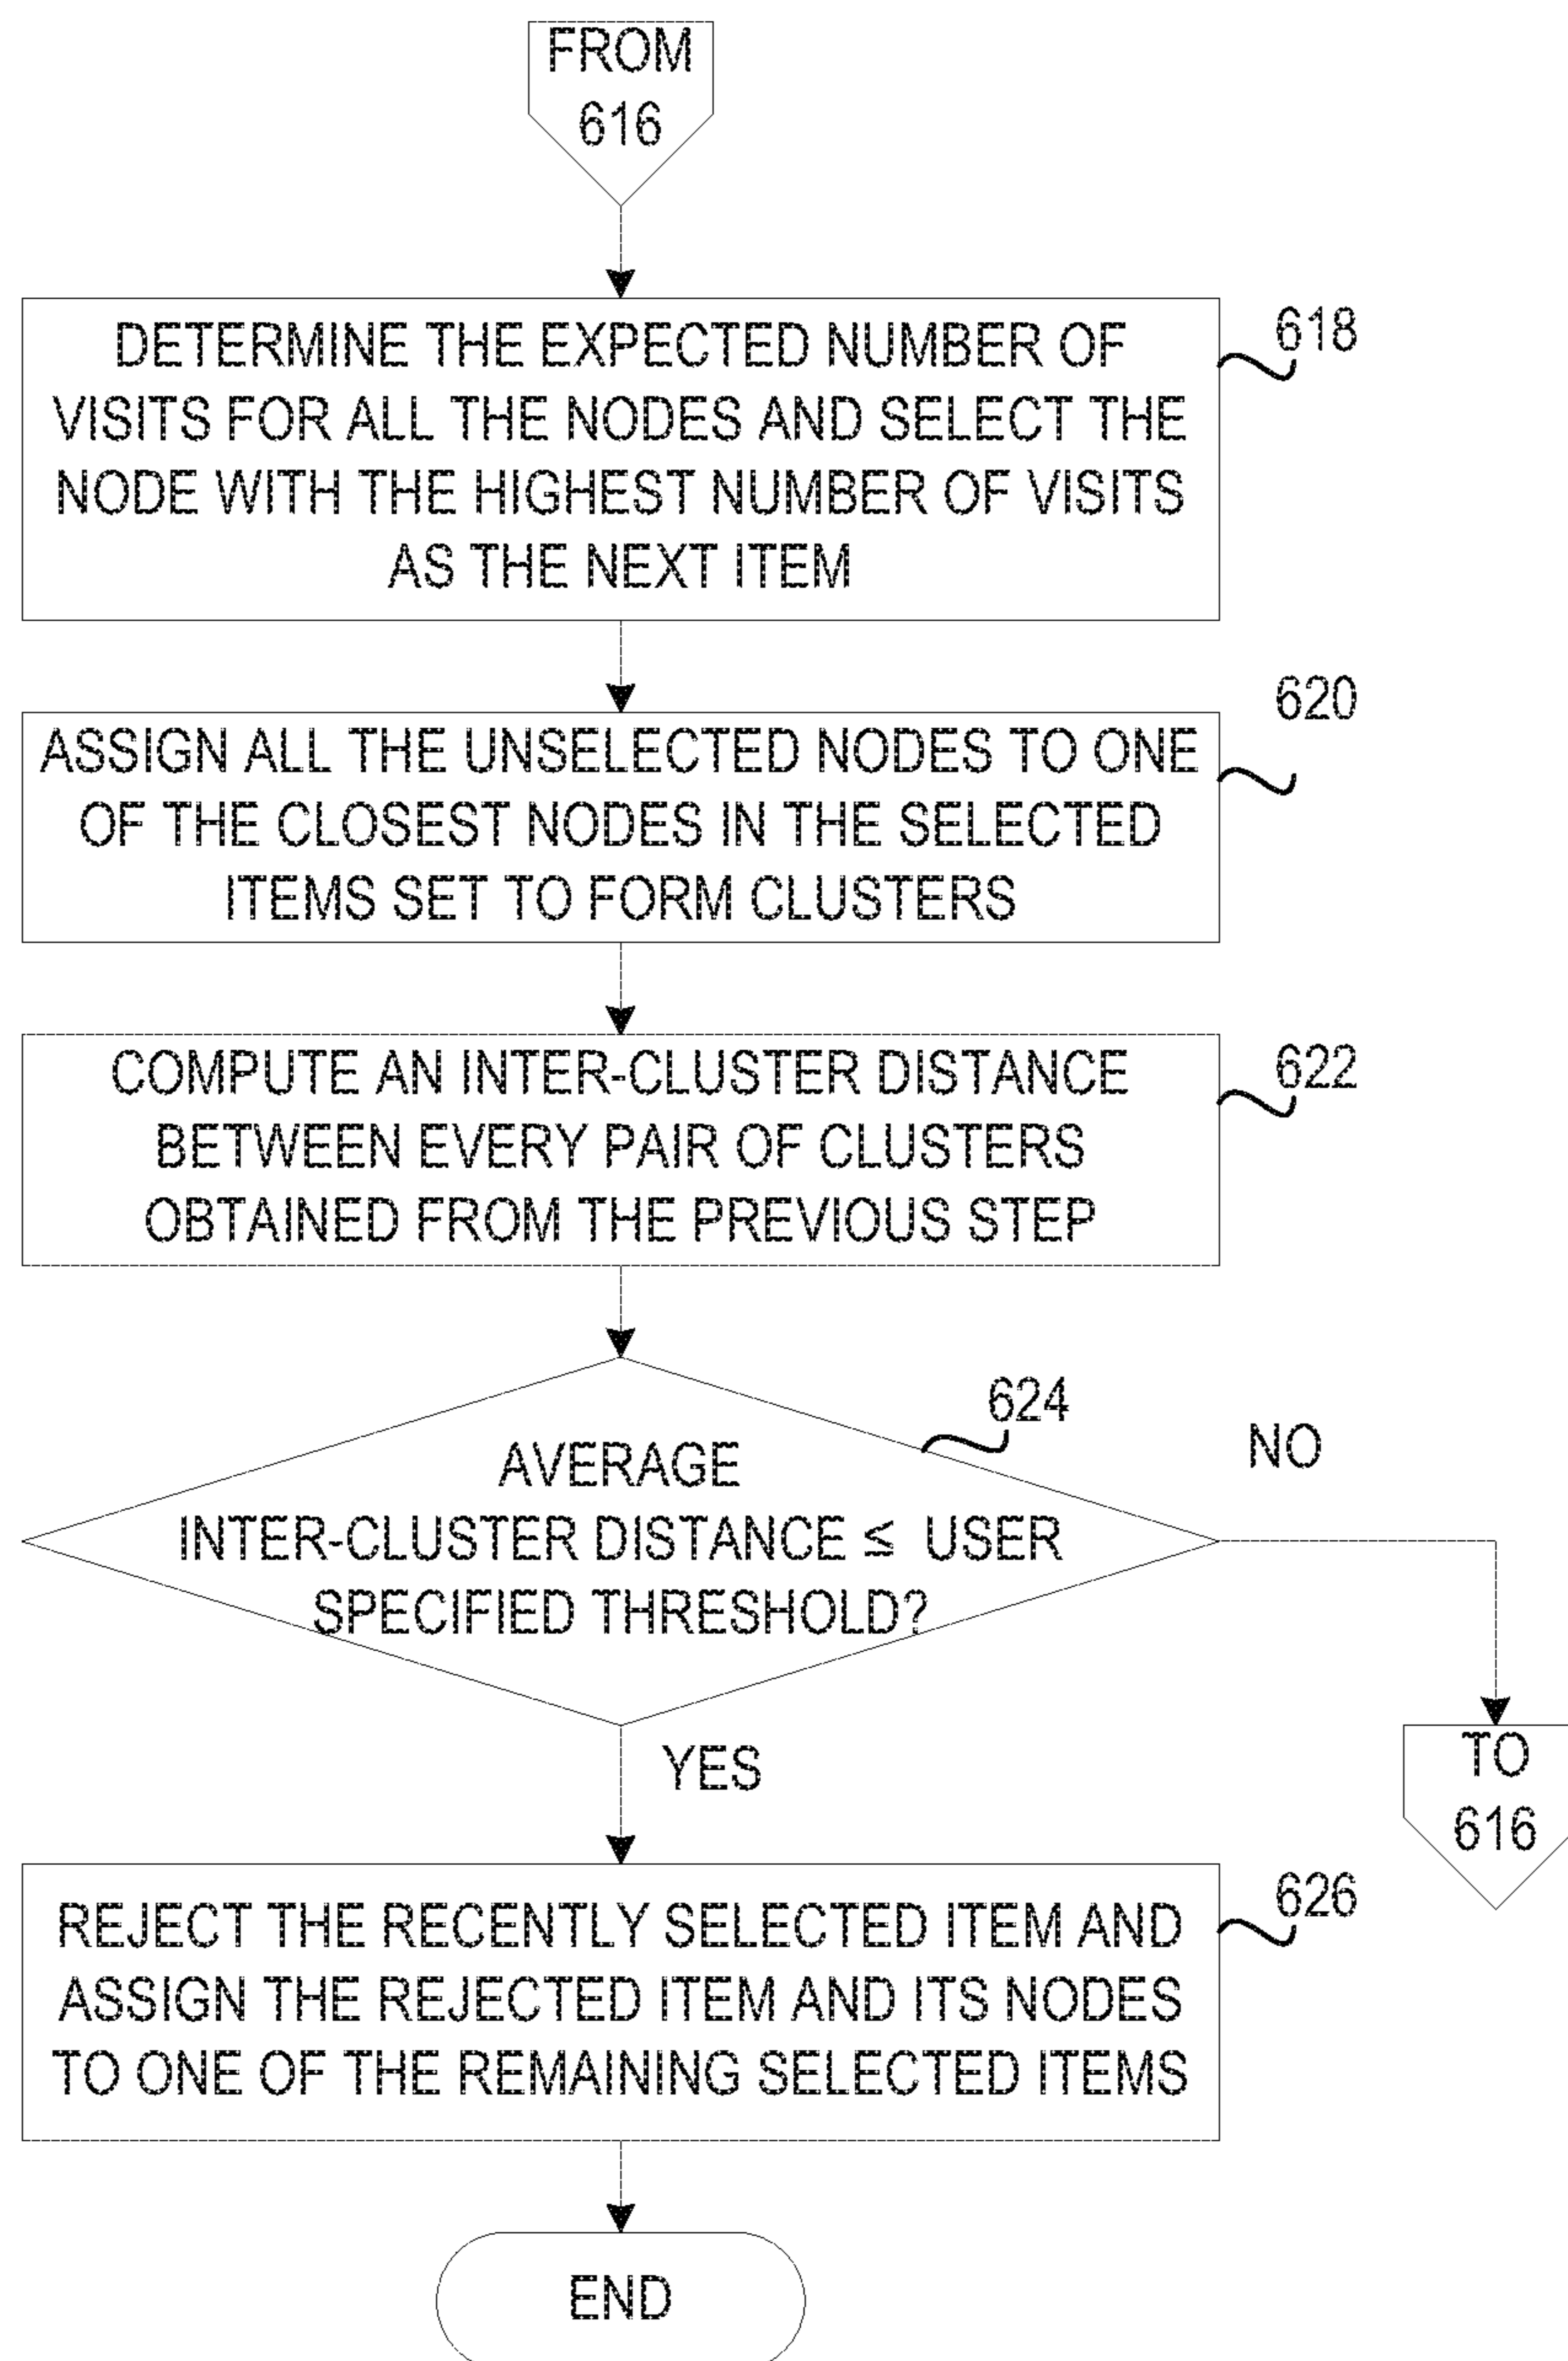 FROM
616
DETERMINE THE EXPECTED NUMBER OF
VISITS FOR ALL THE NODES AND SELECT THE
NODE WITH THE HIGHEST NUMBER OF VISITS
AS THE NEXT ITEM
618
ASSIGN ALL THE UNSELECTED NODES TO ONE
OF THE CLOSEST NODES IN THE SELECTED
ITEMS SET TO FORM CLUSTERS
620
COMPUTE AN INTER-CLUSTER DISTANCE
BETWEEN EVERY PAIR OF CLUSTERS
OBTAINED FROM THE PREVIOUS STEP
622
AVERAGE
INTER-CLUSTER DISTANCE ≤ USER
SPECIFIED THRESHOLD?
624
NO
YES
TO
616
REJECT THE RECENTLY SELECTED ITEM AND
ASSIGN THE REJECTED ITEM AND ITS NODES
TO ONE OF THE REMAINING SELECTED ITEMS
626
END